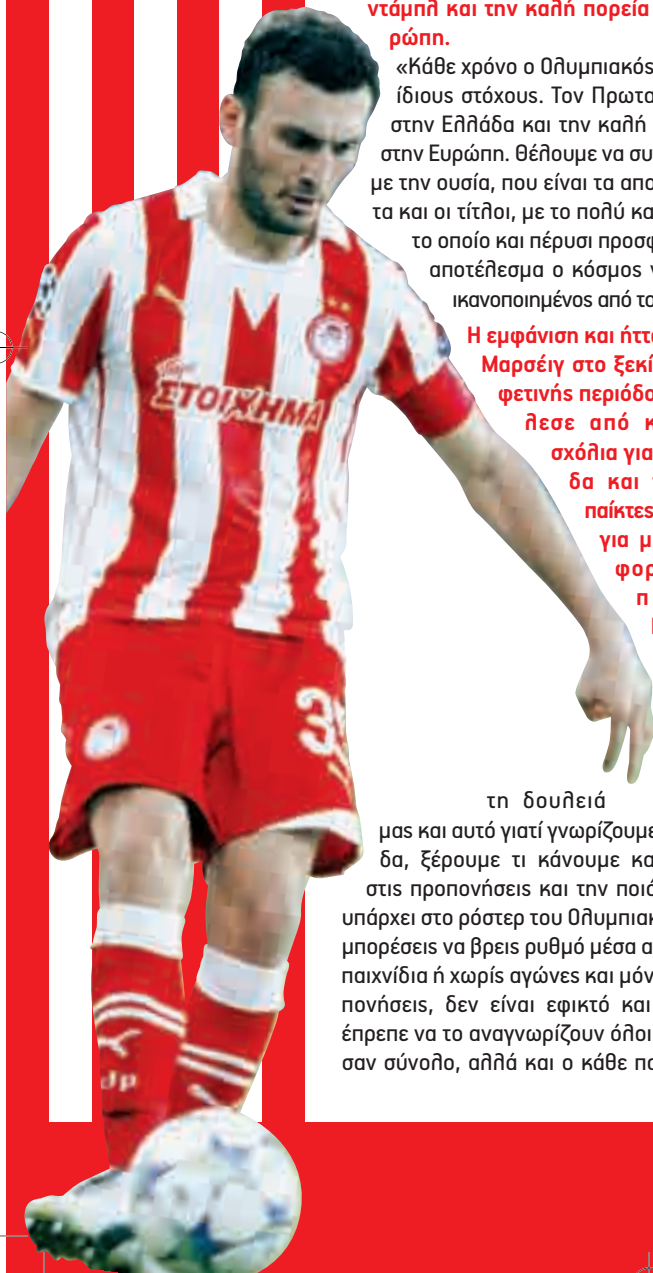 ντάμπλ και την καλή πορεία
ρώπη.
«Κάθε χρόνο ο Ολυμπιακός
ίδιους στόχους. Τον Πρωτα
στην Ελλάδα και την καλή
στην Ευρώπη. Θέλουμε να συ
με την ουσία, που είναι τα απο
τα και οι τίτλοι, με το πολύ κα
το οποίο και πέρυσι προσφ
αποτέλεσμα ο κόσμος ν
ικανοποιημένος από το
Η εμφάνιση και ήττα
Μαρσέιγ στο ξεκί
φετινής περιόδο
λεσε από κ
σχόλια για
δα και
παίκτες
για μ
φορ
π
ΣΤΟΙΧΗΜΑ
3
τη δουλειά
μας και αυτό γιατί γνωρίζουμε
δα, ξέρουμε τι κάνουμε κα
στις προπονήσεις και την ποιό
υπάρχει στο ρόστερ του Ολυμπιακ
μπορέσεις να βρεις ρυθμό μέσα α
παιχνίδια ή χωρίς αγώνες και μόν
πονήσεις, δεν είναι εφικτό και
έπρεπε να το αναγνωρίζουν όλοι
σαν σύνολο, αλλά και ο κάθε πα